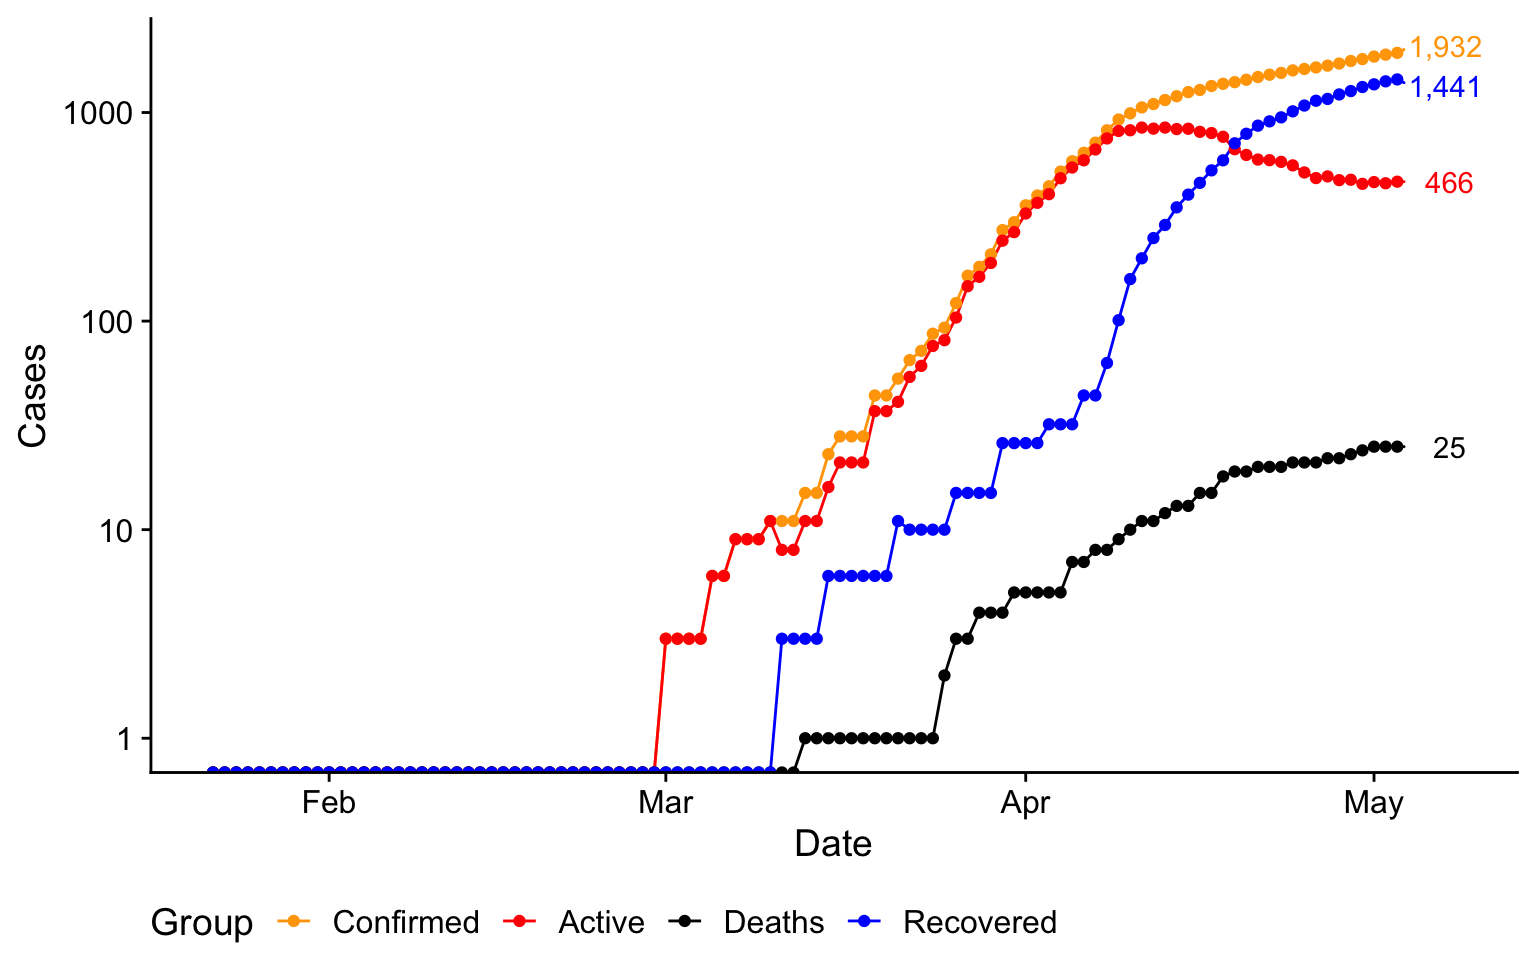 1,932
1,441
1000
466
100
Cases
25
10
1
Feb Mar Apr May
Date
Group Confirmed Active Deaths Recovered